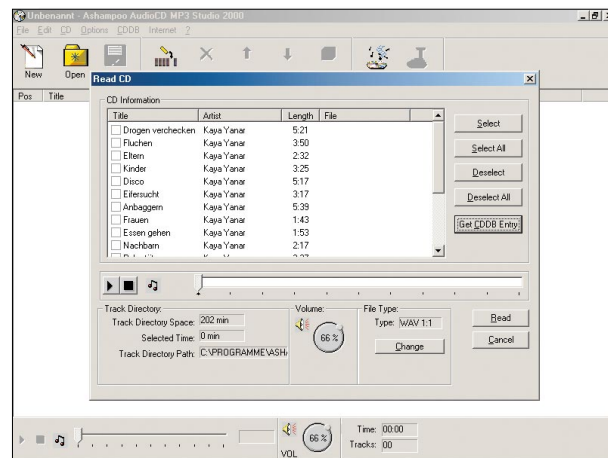 Unbenannt - Ashampoo AudioCD MP3 Studio 2000
File Edit CD Options CDDB Internet ?
New Open
Pos Title
Read CD
CD Information
Title Artist Length File
Drogen verchecken Kaya Yanar 5:21
Fluchen Kaya Yanar 3:50
Eltern Kaya Yanar 2:32
Kinder Kaya Yanar 3:25
Disco Kaya Yanar 5:17
Eifersucht Kaya Yanar 3:17
Anbaggern Kaya Yanar 5:39
Frauen Kaya Yanar 1:43
Essen gehen Kaya Yanar 1:53
Nachbarn Kaya Yanar 2:17
Select
Select All
Deselect
Deselect All
Get CDDB Entry
Track Directory:
Track Directory Space: 202 min
Selected Time: 0 min
Track Directory Path: C:\PROGRAMME\ASH
Volume:
66 %
File Type:
Type: WAV 1:1
Change
Read
Cancel
VOL
66 %
Time: 00:00
Tracks: 00